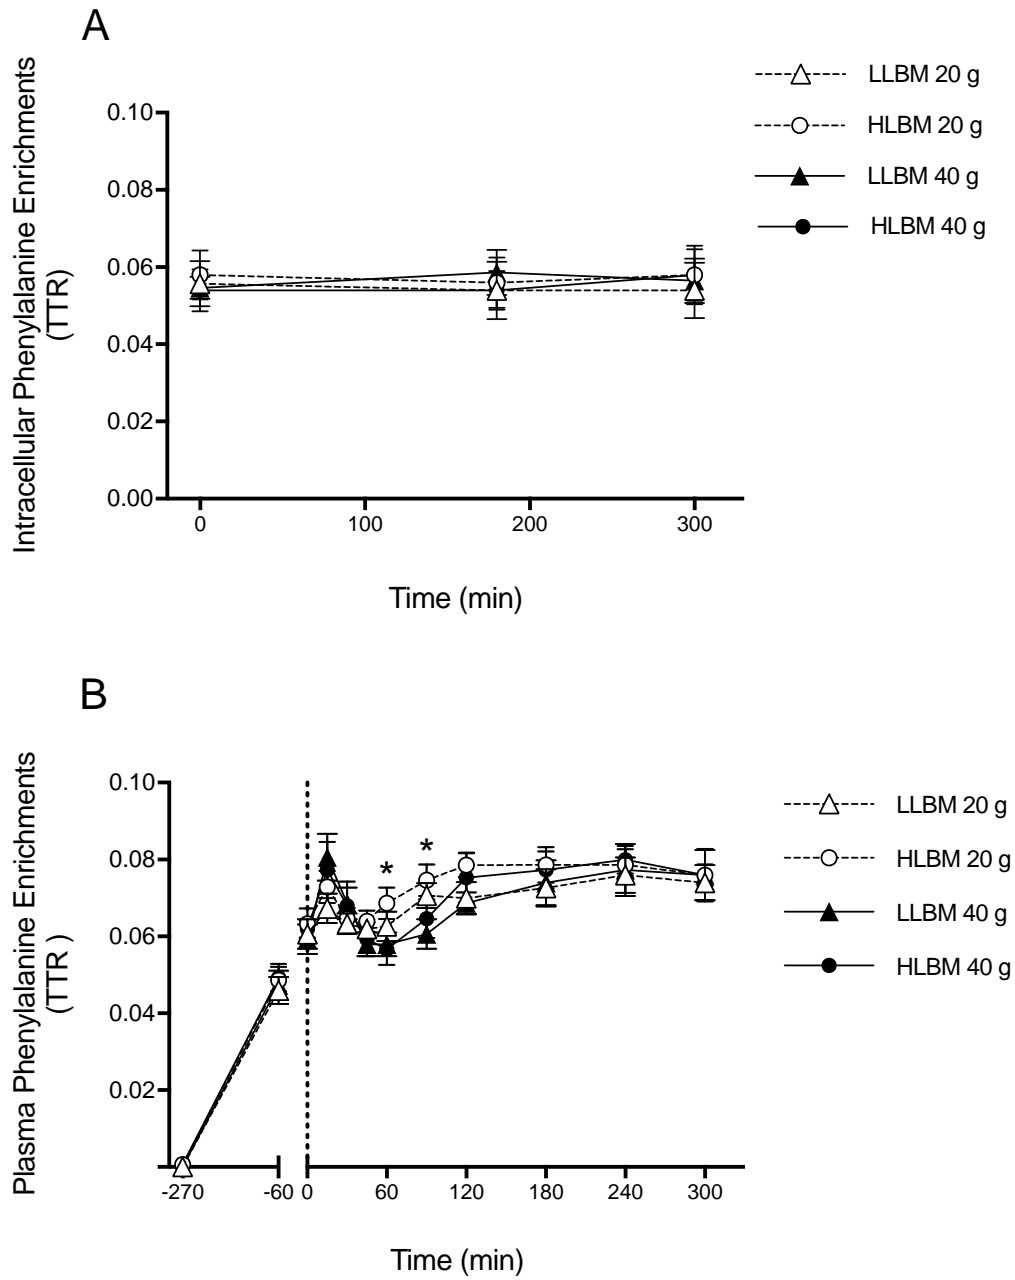 A
Intracellular Phenylalanine Enrichments
(TTR)
0.10
0.08
0.06
0.04
0.02
0.00
0 100 200 300
Time (min)
LLBM 20 g
HLBM 20 g
LLBM 40 g
HLBM 40 g
B
Plasma Phenylalanine Enrichments
(TTR )
0.10
0.08
0.06
0.04
0.02
* *
-270 -60 0 60 120 180 240 300
Time (min)
LLBM 20 g
HLBM 20 g
LLBM 40 g
HLBM 40 g